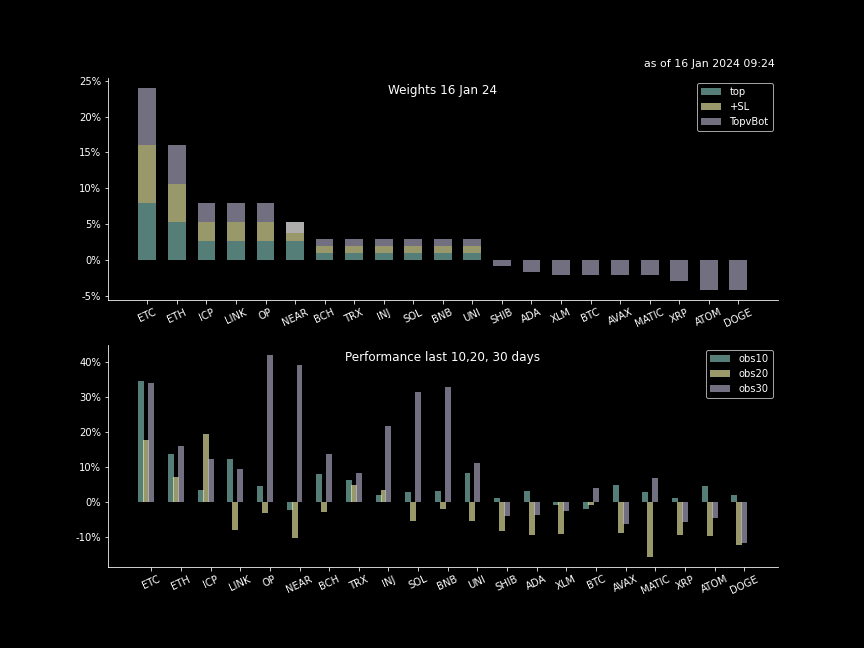 as of 16 Jan 2024 09:24
Weights 16 Jan 24
top
+SL
TopvBot
25%
20%
15%
10%
5%
0%
-5%
ETC ETH ICP LINK OP NEAR BCH TRX INJ SOL BNB UNI SHIB ADA XLM BTC AVAX MATIC XRP ATOM DOGE
Performance last 10,20, 30 days
obs10
obs20
obs30
40%
30%
20%
10%
0%
-10%
ETC ETH ICP LINK OP NEAR BCH TRX INJ SOL BNB UNI SHIB ADA XLM BTC AVAX MATIC XRP ATOM DOGE